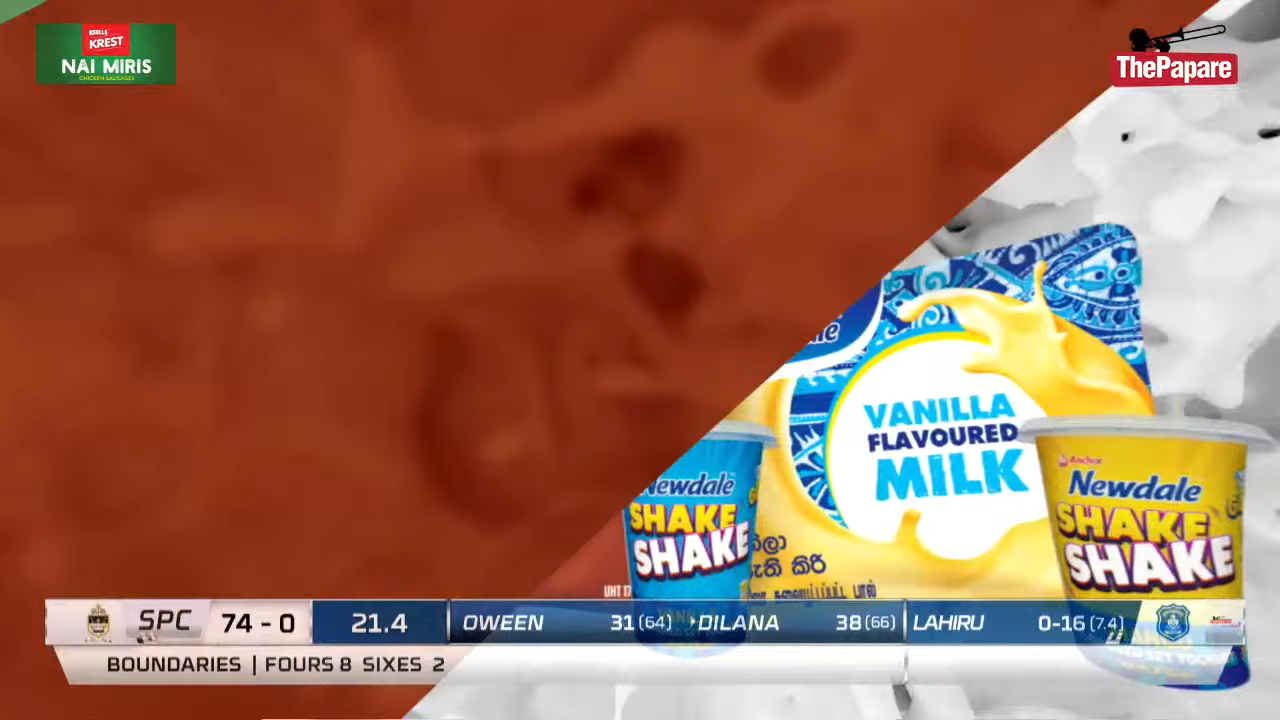 KEELLS
KREST
NAI MIRIS
CHICKEN SAUSAGES
ThePapare
VANILLA
FLAVOURED
MILK
Newdale
SHAKE
SHAKE
Anchor
Newdale
SHAKE
SHAKE
ැති කිරි
பால்
UHT
SPC 74 - 0 21.4 OWEEN 31 (64) DILANA 38 (66) LAHIRU 0-16 (7.4)
BOUNDARIES | FOURS 8 SIXES 2